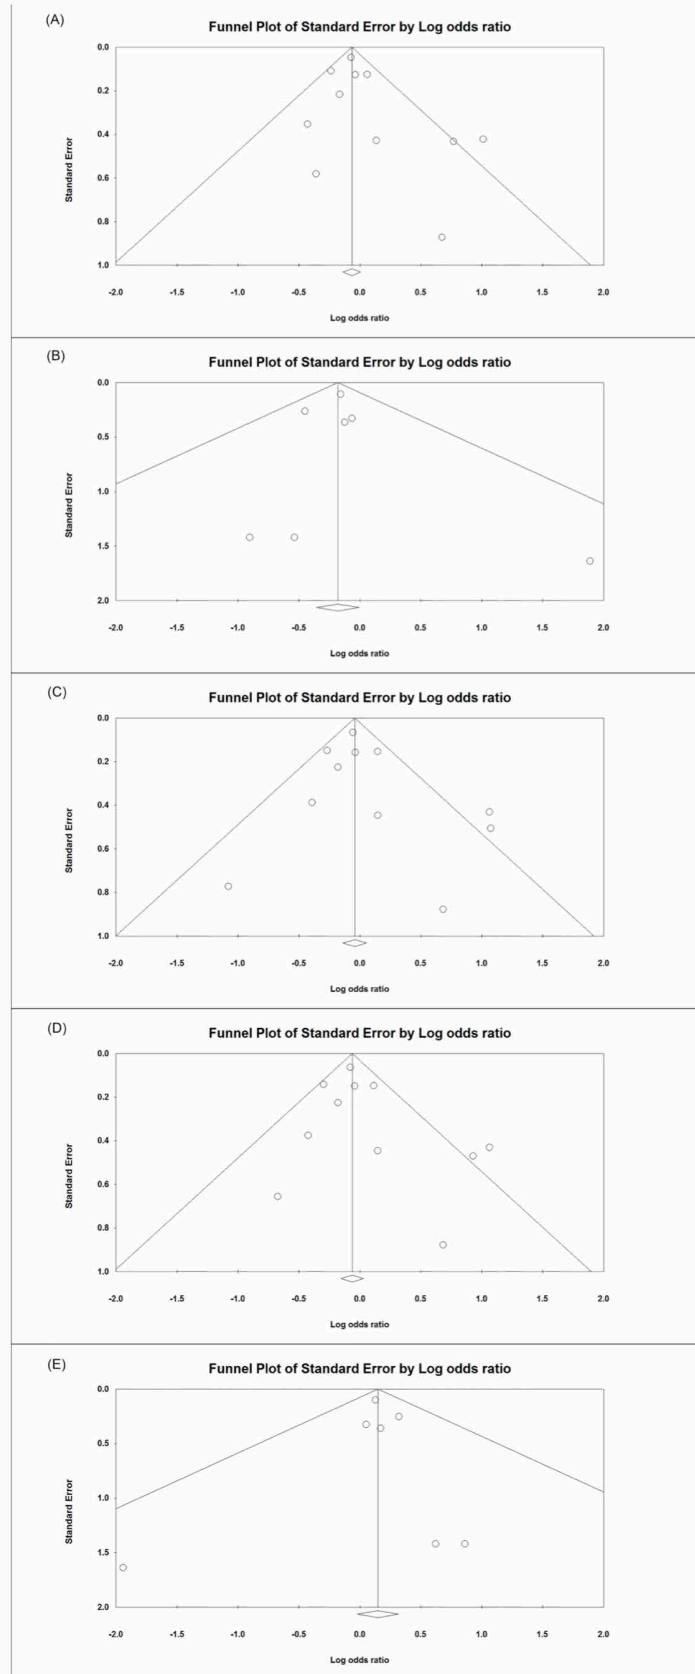 (A)
Funnel Plot of Standard Error by Log odds ratio
0.0
0.2
0.4
0.6
0.8
1.0
Standard Error
-2.0 -1.5 -1.0 -0.5 0.0 0.5 1.0 1.5 2.0
Log odds ratio
(B)
Funnel Plot of Standard Error by Log odds ratio
0.0
0.5
1.0
1.5
2.0
Standard Error
-2.0 -1.5 -1.0 -0.5 0.0 0.5 1.0 1.5 2.0
Log odds ratio
(C)
Funnel Plot of Standard Error by Log odds ratio
0.0
0.2
0.4
0.6
0.8
1.0
Standard Error
-2.0 -1.5 -1.0 -0.5 0.0 0.5 1.0 1.5 2.0
Log odds ratio
(D)
Funnel Plot of Standard Error by Log odds ratio
0.0
0.2
0.4
0.6
0.8
1.0
Standard Error
-2.0 -1.5 -1.0 -0.5 0.0 0.5 1.0 1.5 2.0
Log odds ratio
(E)
Funnel Plot of Standard Error by Log odds ratio
0.0
0.5
1.0
1.5
2.0
Standard Error
-2.0 -1.5 -1.0 -0.5 0.0 0.5 1.0 1.5 2.0
Log odds ratio